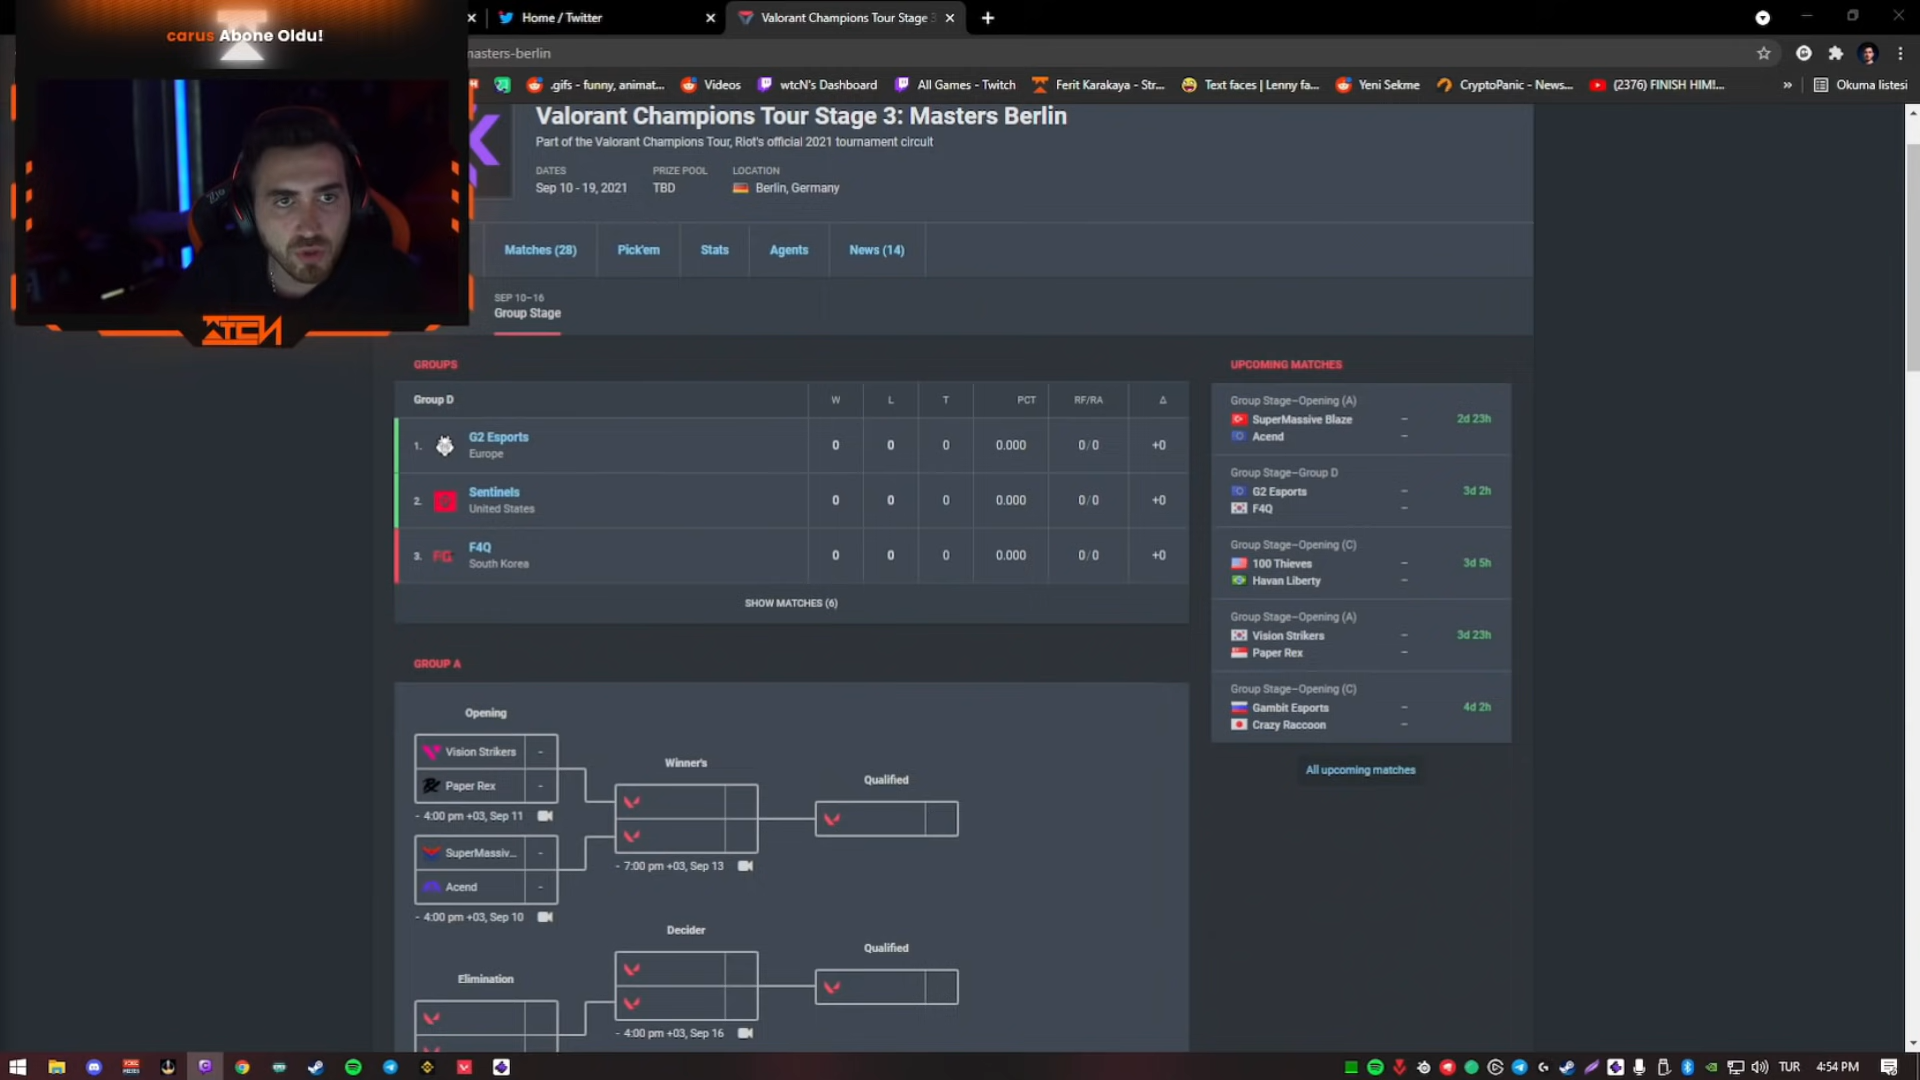 carus Abone Oldu!
WTCN
Home / Twitter
Valorant Champions Tour Stage 3
masters-berlin
.gifs - funny, animat...
Videos
wtcN's Dashboard
All Games - Twitch
Ferit Karakaya - Str...
Text faces | Lenny fa...
Yeni Sekme
CryptoPanic - News...
(2376) FINISH HIM!...
»
Okuma listesi
Valorant Champions Tour Stage 3: Masters Berlin
Part of the Valorant Champions Tour, Riot's official 2021 tournament circuit
DATES PRIZE POOL LOCATION
Sep 10 - 19, 2021 TBD Berlin, Germany
Matches (28) Pick'em Stats Agents News (14)
SEP 10–16
Group Stage
GROUPS
Group D W L T PCT RF/RA Δ
1. G2 Esports 0 0 0 0.000 0/0 +0
Europe
2. Sentinels 0 0 0 0.000 0/0 +0
United States
3. F4Q 0 0 0 0.000 0/0 +0
South Korea
SHOW MATCHES (6)
GROUP A
Opening
Vision Strikers -
Paper Rex -
- 4:00 pm +03, Sep 11
SuperMassiv... -
Acend -
- 4:00 pm +03, Sep 10
Winner's
- 7:00 pm +03, Sep 13
Qualified
Decider
- 4:00 pm +03, Sep 16
Qualified
Elimination
UPCOMING MATCHES
Group Stage–Opening (A)
SuperMassive Blaze – 2d 23h
Acend –
Group Stage–Group D
G2 Esports – 3d 2h
F4Q –
Group Stage–Opening (C)
100 Thieves – 3d 5h
Havan Liberty –
Group Stage–Opening (A)
Vision Strikers – 3d 23h
Paper Rex –
Group Stage–Opening (C)
Gambit Esports – 4d 2h
Crazy Raccoon –
All upcoming matches
TUR 4:54 PM